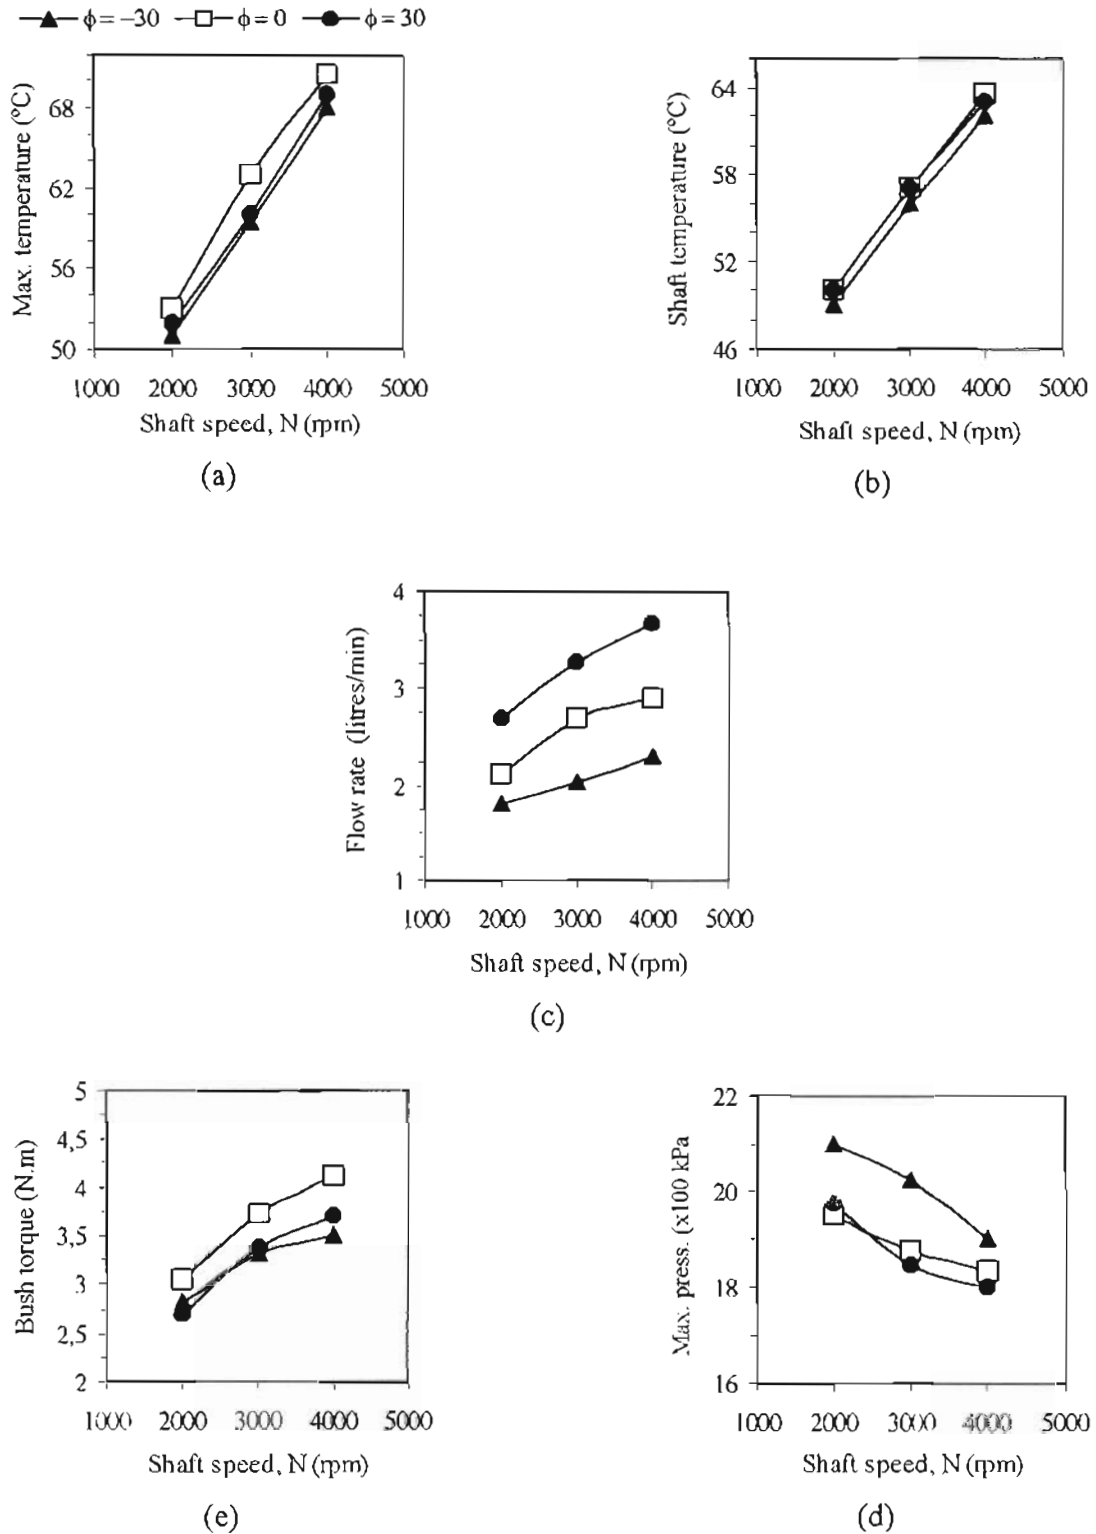 ϕ = −30 ϕ = 0 ϕ = 30
Max. temperature (°C)
68
62
56
50
1000 2000 3000 4000 5000
Shaft speed, N (rpm)
(a)
Shaft temperature (°C)
64
58
52
46
1000 2000 3000 4000 5000
Shaft speed, N (rpm)
(b)
Flow rate (litres/min)
4
3
2
1
1000 2000 3000 4000 5000
Shaft speed, N (rpm)
(c)
Bush torque (N.m)
5
4,5
4
3,5
3
2,5
2
1000 2000 3000 4000 5000
Shaft speed, N (rpm)
(e)
Max. press. (x100 kPa
22
20
18
16
1000 2000 3000 4000 5000
Shaft speed, N (rpm)
(d)